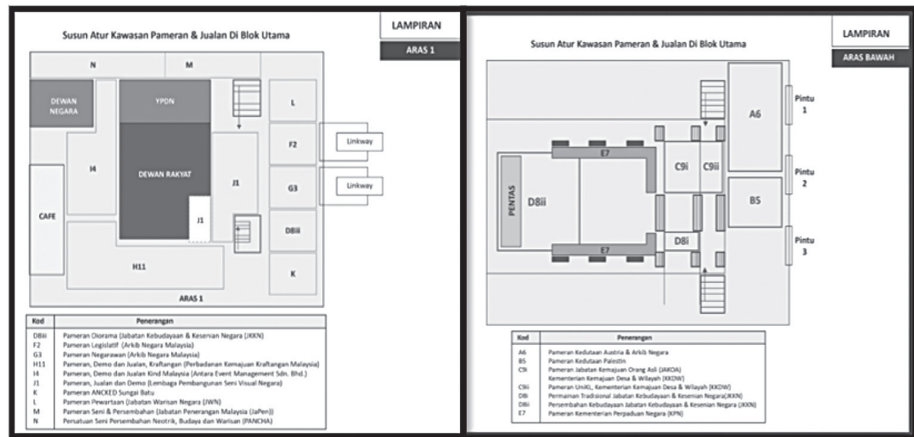 LAMPIRAN
Susun Atur Kawasan Pameran & Jualan Di Blok Utama
ARAS 1
N
M
DEWAN
NEGARA
YPDN
L
F2
Linkway
I4
DEWAN RAKYAT
J1
G3
Linkway
CAFE
J1
D8iii
H11
K
ARAS 1
Kod Penerangan
D8iii Pameran Diorama (Jabatan Kebudayaan & Kesenian Negara (JKKN)
F2 Pameran Legislatif (Arkib Negara Malaysia)
G3 Pameran Negarawan (Arkib Negara Malaysia)
H11 Pameran, Demo dan Jualan, Kraftangan (Perbadanan Kemajuan Kraftangan Malaysia)
I4 Pameran, Demo dan Jualan Kind Malaysia (Antara Event Management Sdn. Bhd.)
J1 Pameran, Jualan dan Demo (Lembaga Pembangunan Seni Visual Negara)
K Pameran ANCXED Sungai Batu
L Pameran Pewartaan (Jabatan Warisan Negara (JWN)
M Pameran Seni & Persembahan (Jabatan Penerangan Malaysia (JaPen))
N Persatuan Seni Persembahan Neotrik, Budaya dan Warisan (PANCHA)
LAMPIRAN
Susun Atur Kawasan Pameran & Jualan Di Blok Utama
ARAS BAWAH
A6
Pintu
1
E7
C9i
C9ii
Pintu
2
PENTAS
D8ii
B5
D8i
Pintu
3
E7
Kod Penerangan
A6 Pameran Kedutaan Austria & Arkib Negara
B5 Pameran Kedutaan Palestin
C9i Pameran Jabatan Kemajuan Orang Asli (JAKOA)
Kementerian Kemajuan Desa & Wilayah (KKDW)
C9ii Pameran UniKL, Kementerian Kemajuan Desa & Wilayah (KKDW)
D8i Permainan Tradisional Jabatan Kebudayaan & Kesenian Negara(JKKN)
D8ii Persembahan Kebudayaan Jabatan Kebudayaan & Kesenian Negara (JKKN)
E7 Pameran Kementerian Perpaduan Negara (KPN)